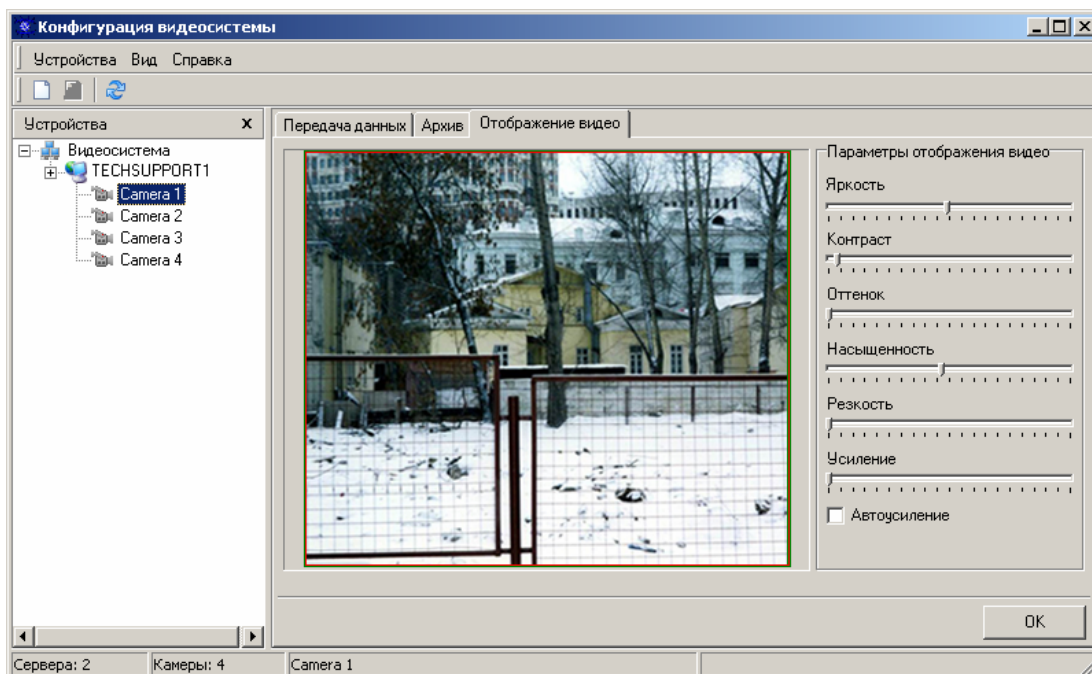 Конфигурация видеосистемы
Устройства Вид Справка
Устройства x
Видеосистема
TECHSUPPORT1
Camera 1
Camera 2
Camera 3
Camera 4
Передача данных Архив Отображение видео
Параметры отображения видео
Яркость
Контраст
Оттенок
Насыщенность
Резкость
Усиление
Автоусиление
OK
Сервера: 2 Камеры: 4 Camera 1